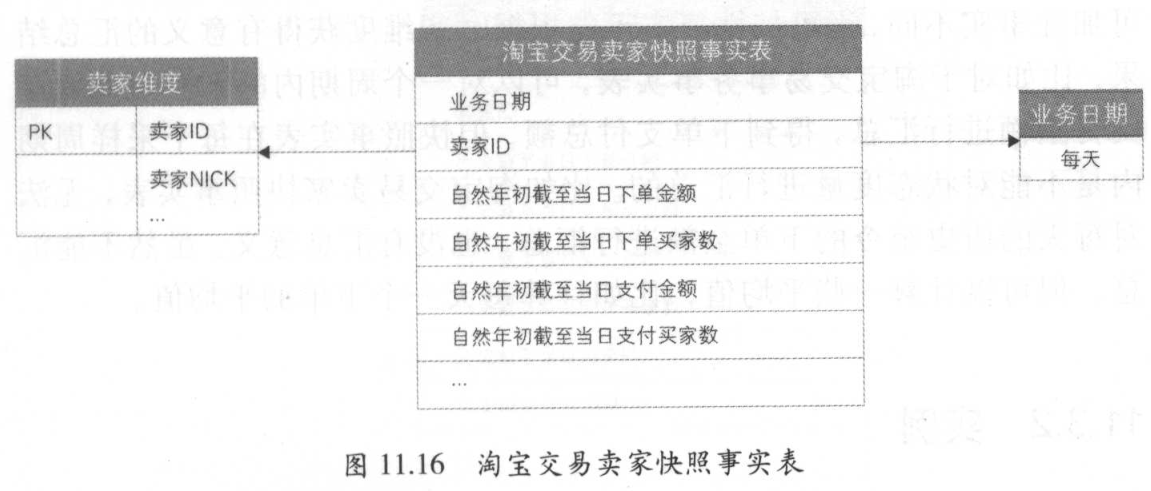 卖家维度
PK 卖家ID
卖家NICK
...
淘宝交易卖家快照事实表
业务日期
卖家ID
自然年初截至当日下单金额
自然年初截至当日下单买家数
自然年初截至当日支付金额
自然年初截至当日支付买家数
...
业务日期
每天
图 11.16 淘宝交易卖家快照事实表